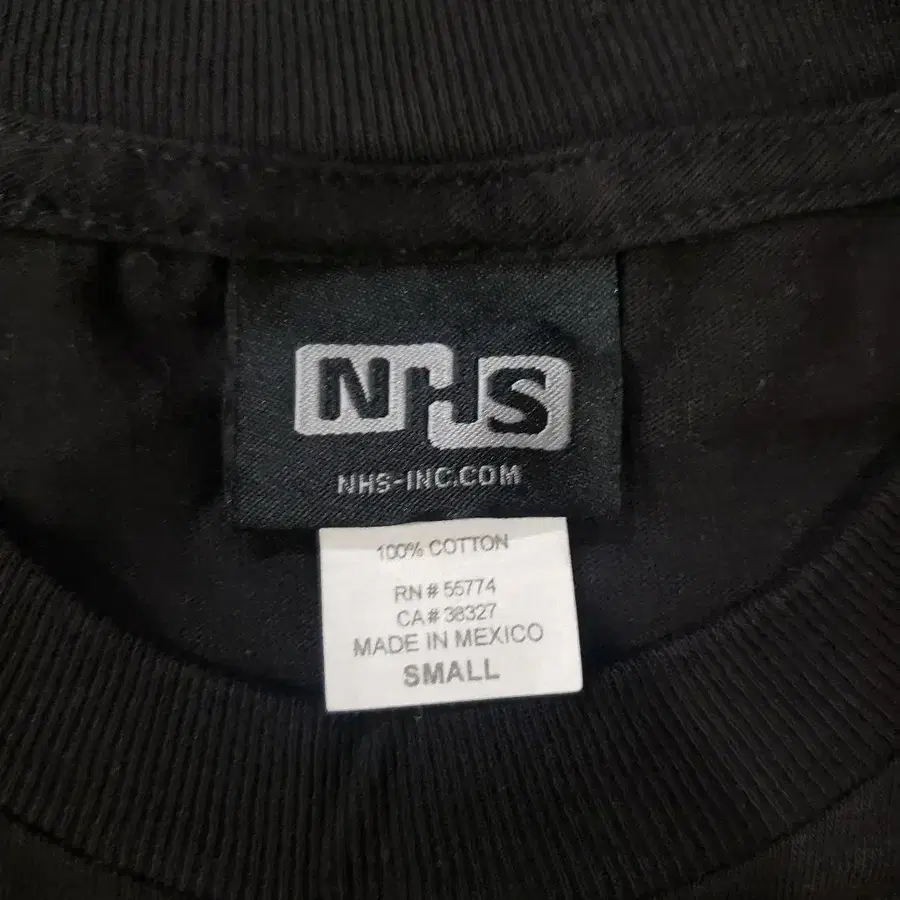 NHS
NHS-INC.COM
100% COTTON
RN # 55774
CA # 38327
MADE IN MEXICO
SMALL